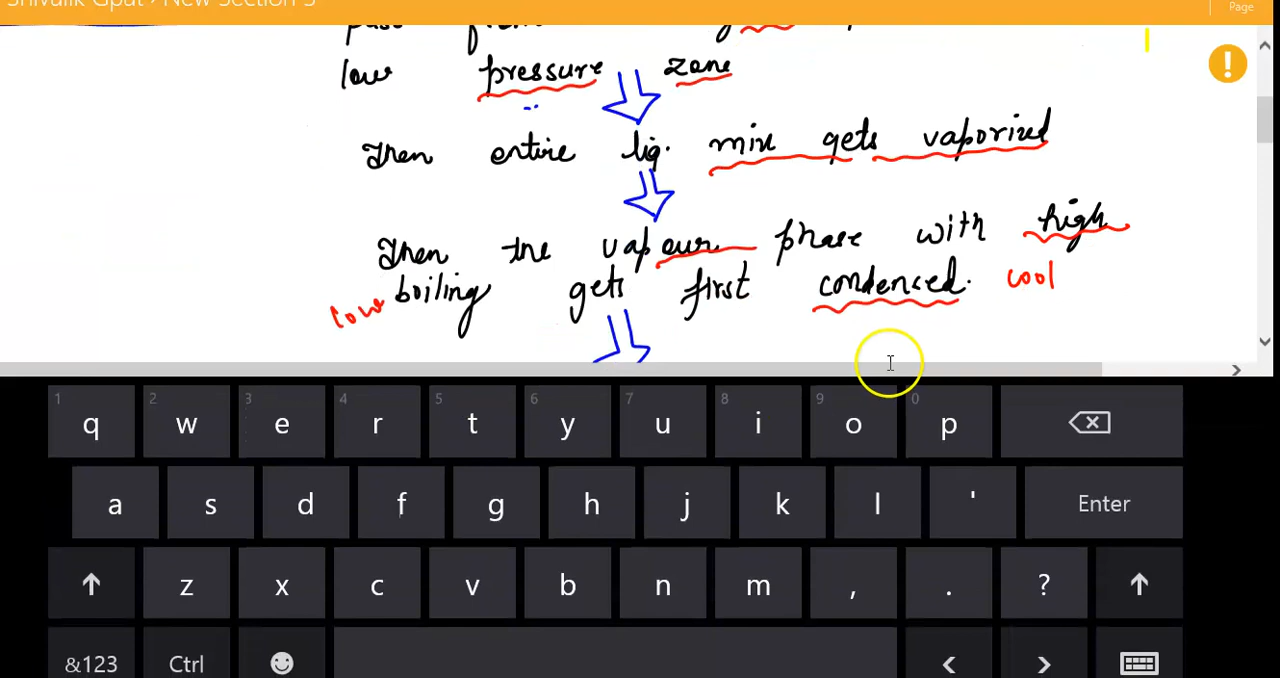 Shivalik Gpat > New Section 3
Page
low pressure zone
Then entire liq. mix gets vaporized
Then the vapour phase with high
low boiling gets first condensed. cool
1 2 3 4 5 6 7 8 9 0
q w e r t y u i o p
a s d f g h j k l ' Enter
z x c v b n m , . ?
&123 Ctrl < >